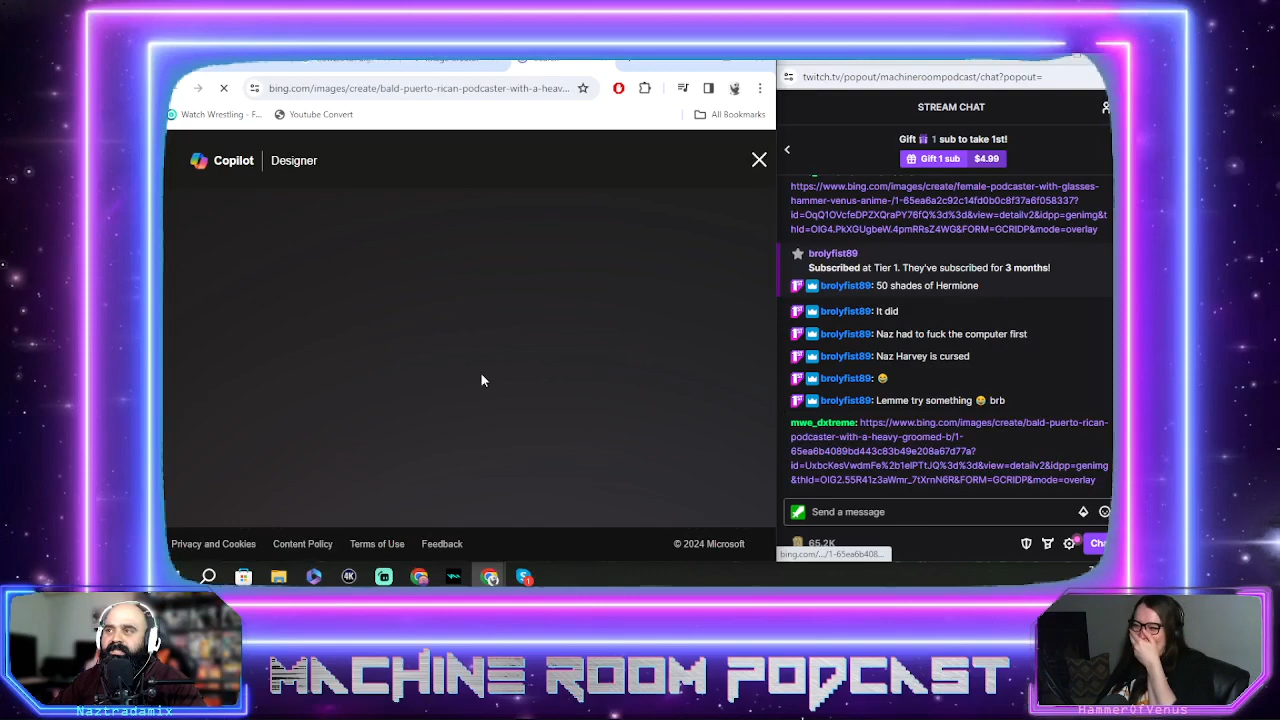 bing.com/images/create/bald-puerto-rican-podcaster-with-a-heav...
Watch Wrestling - F...
Youtube Convert
All Bookmarks
Copilot
Designer
Privacy and Cookies
Content Policy
Terms of Use
Feedback
© 2024 Microsoft
twitch.tv/popout/machineroompodcast/chat?popout=
STREAM CHAT
Gift 1 sub to take 1st!
Gift 1 sub $4.99
https://www.bing.com/images/create/female-podcaster-with-glasses-
hammer-venus-anime-/1-65ea6a2c92c14fd0b0c8f37a6f058337?
id=OqQ1OVcfeDPZXQraPY76fQ%3d%3d&view=detailv2&idpp=genimg&t
hId=OIG4.PkXGUgbeW.4pmRRsZ4WG&FORM=GCRIDP&mode=overlay
brolyfist89
Subscribed at Tier 1. They've subscribed for 3 months!
brolyfist89: 50 shades of Hermione
brolyfist89: It did
brolyfist89: Naz had to fuck the computer first
brolyfist89: Naz Harvey is cursed
brolyfist89: 😂
brolyfist89: Lemme try something 😂 brb
mwe_dxtreme: https://www.bing.com/images/create/bald-puerto-rican-
podcaster-with-a-heavy-groomed-b/1-
65ea6b4089bd443c83b49e208a67d77a?
id=UxbcKesVwdmFe%2b1elPTtJQ%3d%3d&view=detailv2&idpp=genimg
&thId=OIG2.55R41z3aWmr_7tXrnN6R&FORM=GCRIDP&mode=overlay
Send a message
65.2K
bing.com/.../1-65ea6b408...
4K
1
MACHINE ROOM PODCAST
Naztradamix
HammerOfVenus